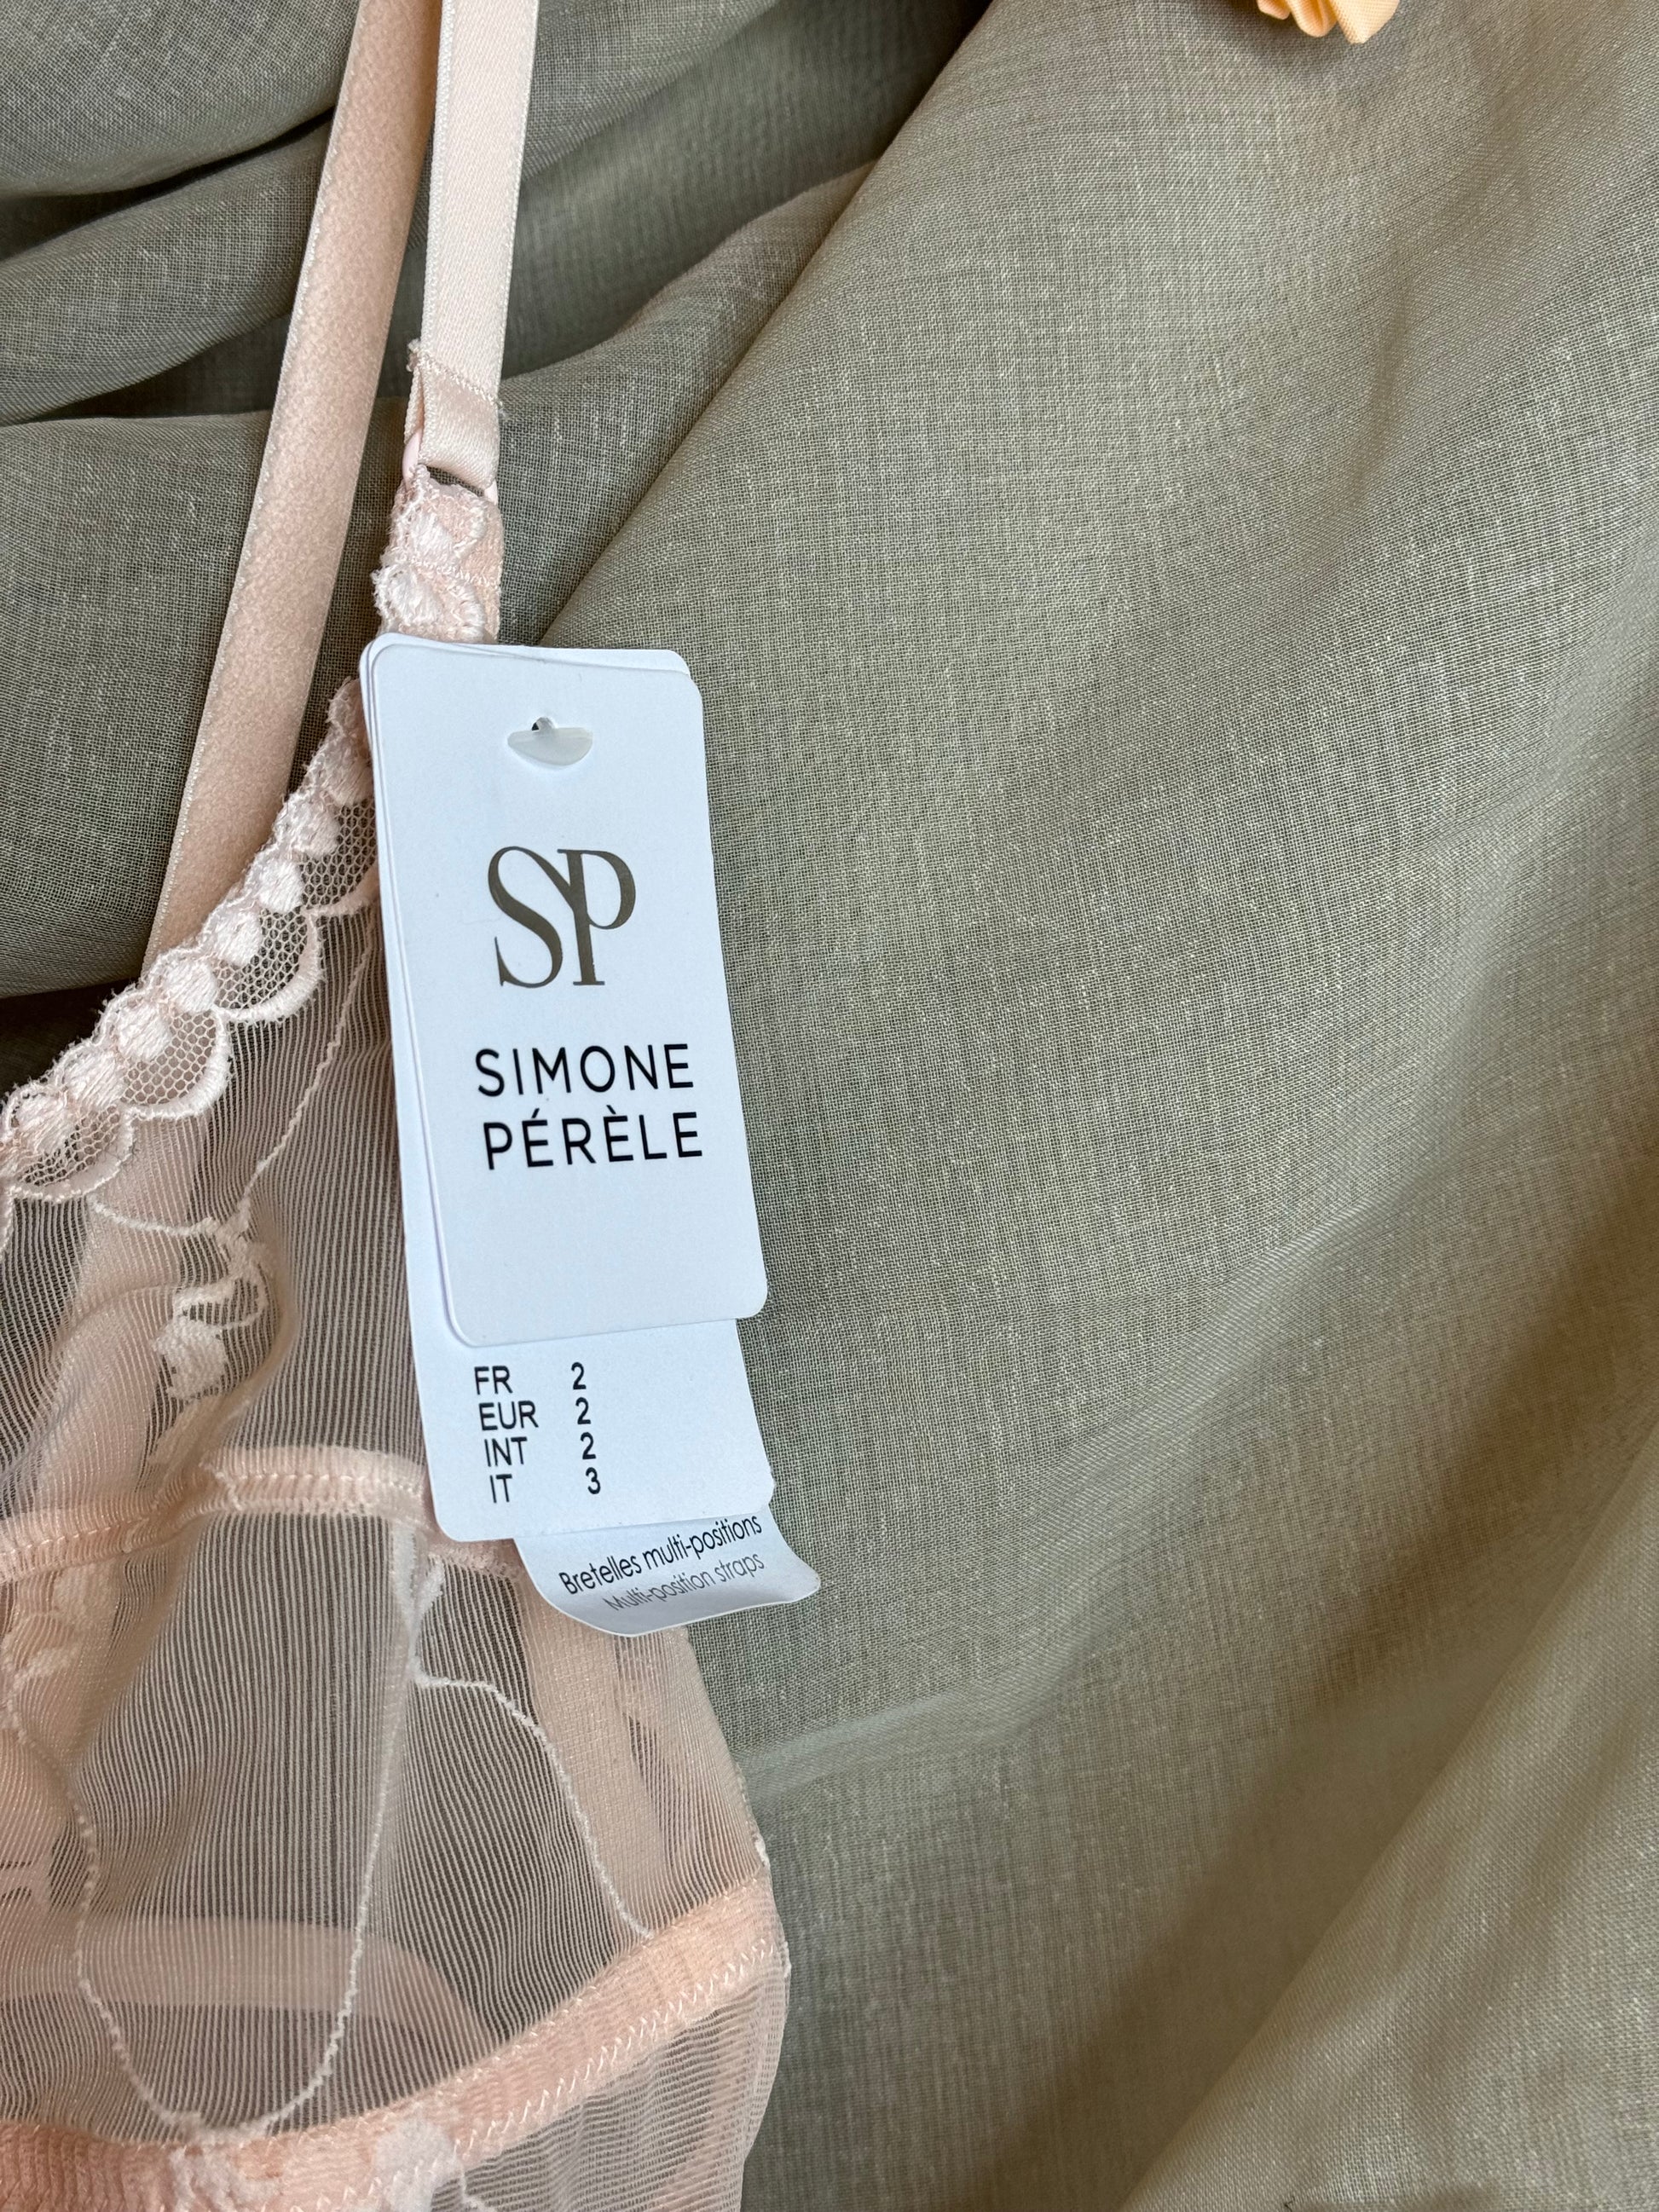 SP
SIMONE
PÉRÈLE
FR 2
EUR 2
INT 2
IT 3
Bretelles multi-positions
Multi-position straps